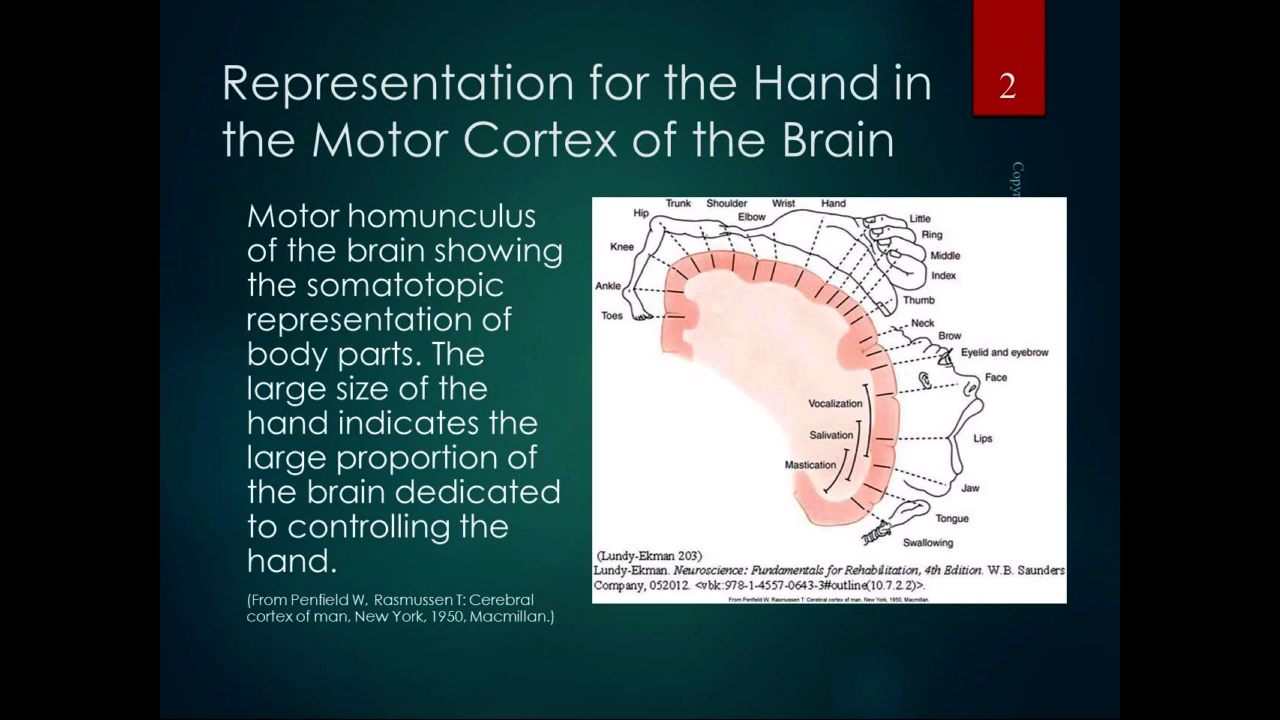 Representation for the Hand in
the Motor Cortex of the Brain
2
Motor homunculus
of the brain showing
the somatotopic
representation of
body parts. The
large size of the
hand indicates the
large proportion of
the brain dedicated
to controlling the
hand.
(From Penfield W, Rasmussen T: Cerebral
cortex of man, New York, 1950, Macmillan.)
Trunk Shoulder Wrist Hand
Hip Elbow
Little
Ring
Knee
Middle
Index
Ankle
Thumb
Toes
Neck
Brow
Eyelid and eyebrow
Face
Vocalization
Salivation
Lips
Mastication
Jaw
Tongue
Swallowing
(Lundy-Ekman 203)
Lundy-Ekman. Neuroscience: Fundamentals for Rehabilitation, 4th Edition. W.B. Saunders
Company, 052012. <vbk:978-1-4557-0643-3#outline(10.7.2.2)>.
From Penfield W, Rasmussen T: Cerebral cortex of man, New York, 1950, Macmillan.